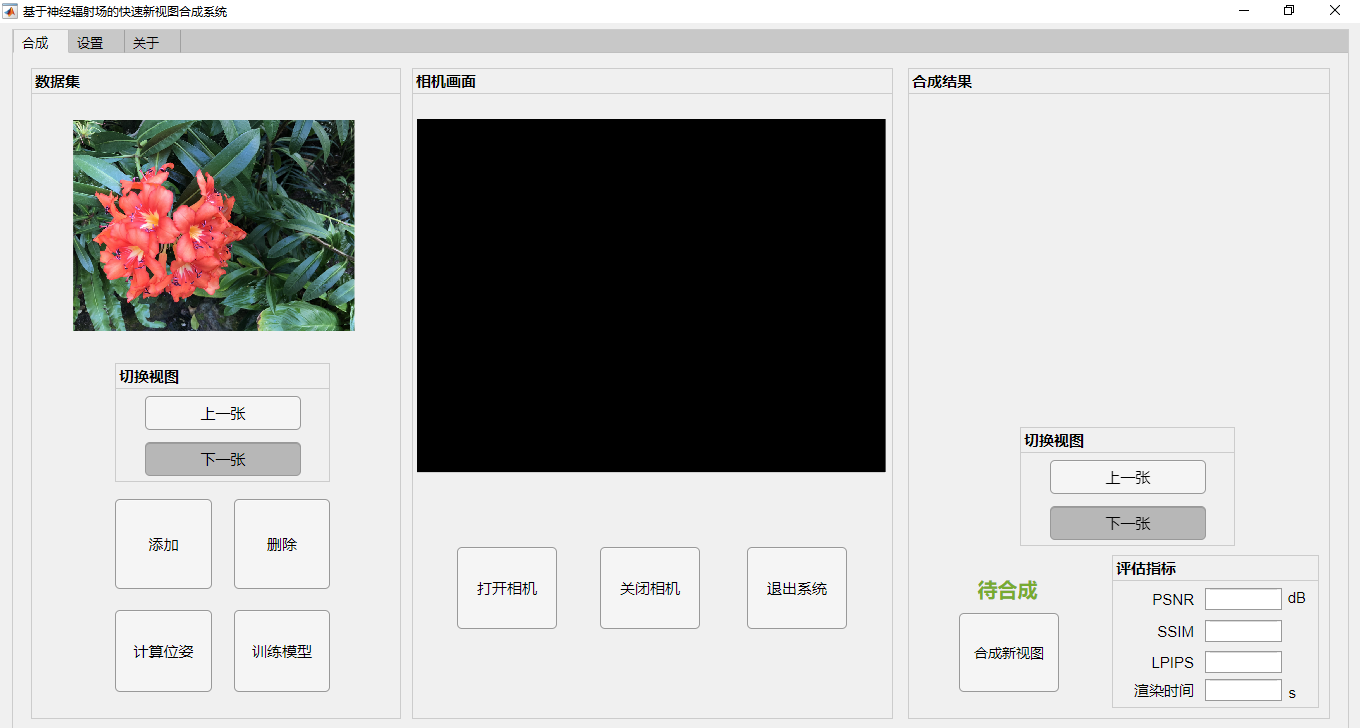 基于神经辐射场的快速新视图合成系统
合成
设置
关于
数据集
切换视图
上一张
下一张
添加
删除
计算位姿
训练模型
相机画面
打开相机
关闭相机
退出系统
合成结果
切换视图
上一张
下一张
待合成
合成新视图
评估指标
PSNR dB
SSIM
LPIPS
渲染时间 s